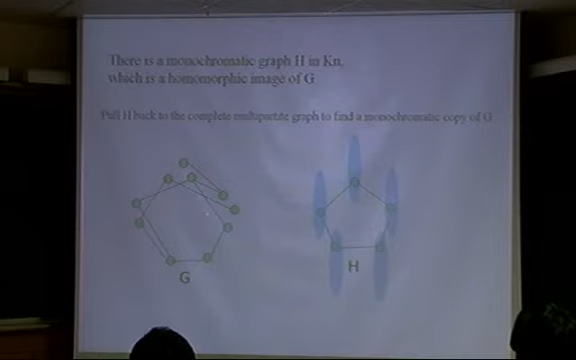 There is a monochromatic graph H in Kn,
which is a homomorphic image of G
Pull H back to the complete multipartite graph to find a monochromatic copy of G
G
H